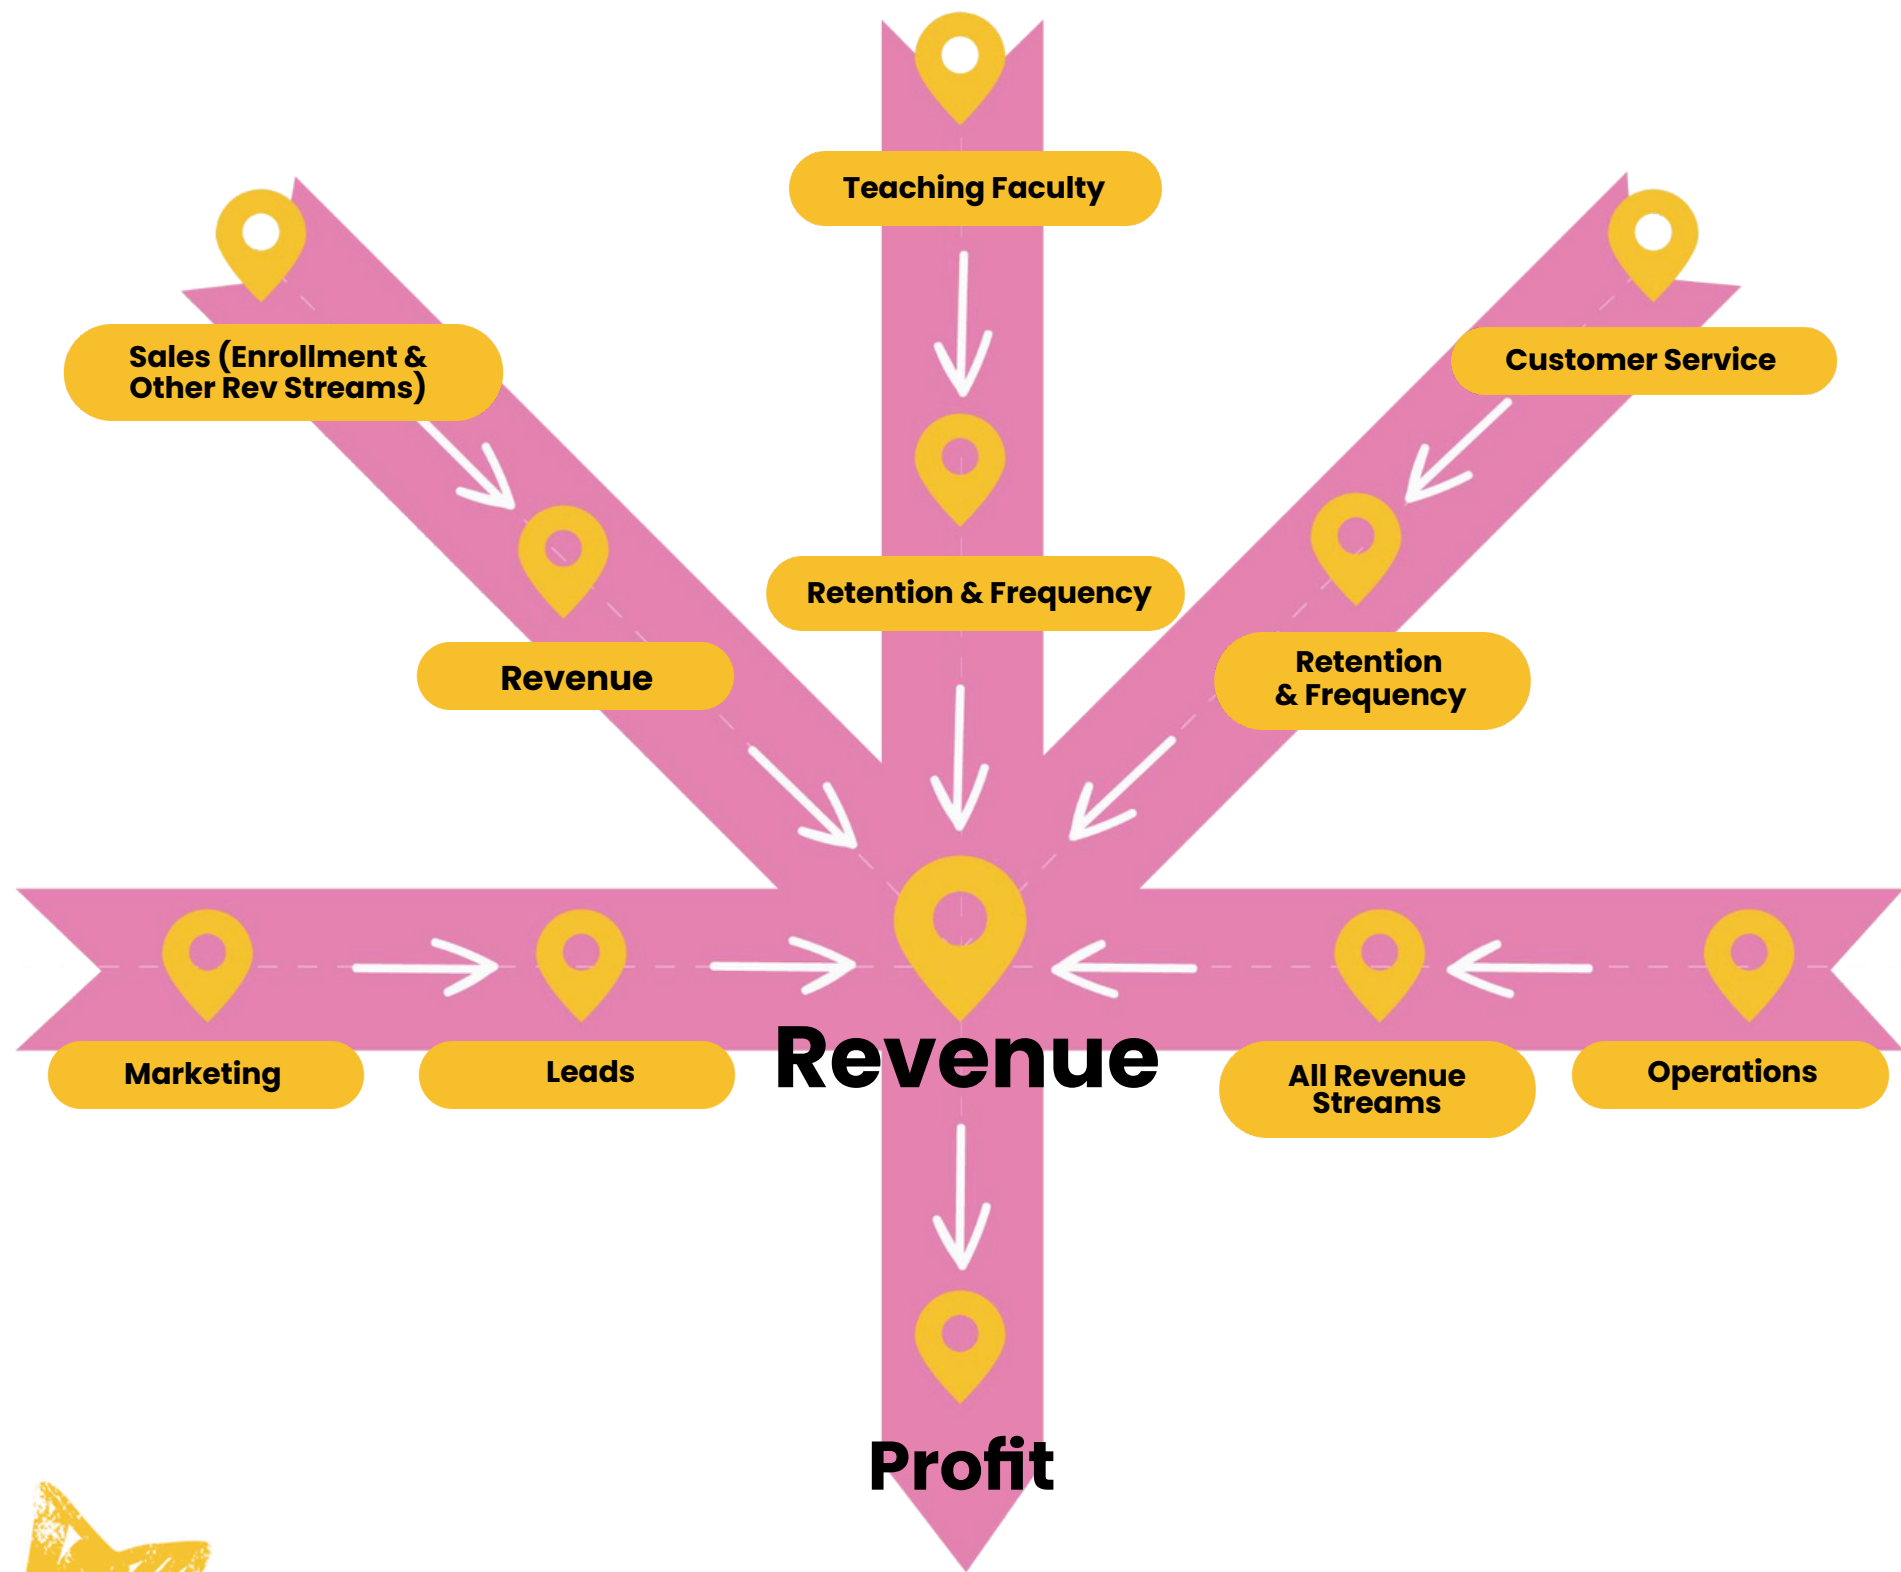 Teaching Faculty
Sales (Enrollment &
Other Rev Streams)
Customer Service
Retention & Frequency
Revenue
Retention
& Frequency
Revenue
Marketing
Leads
All Revenue
Streams
Operations
Profit